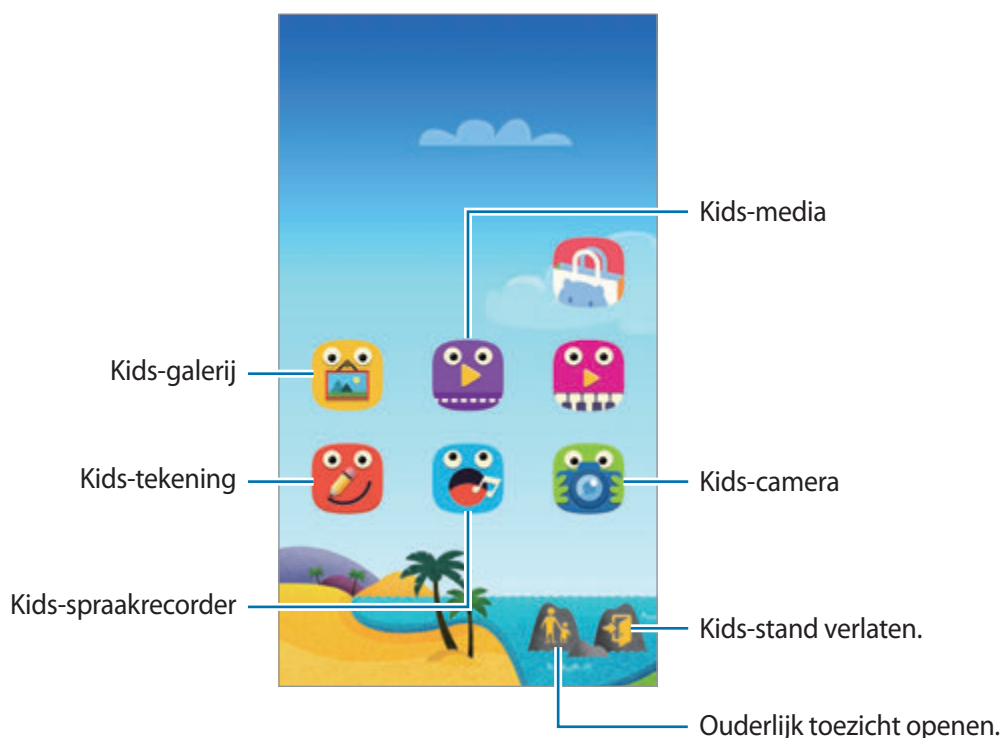 Kids-media
Kids-galerij
Kids-tekening
Kids-camera
Kids-spraakrecorder
Kids-stand verlaten.
Ouderlijk toezicht openen.